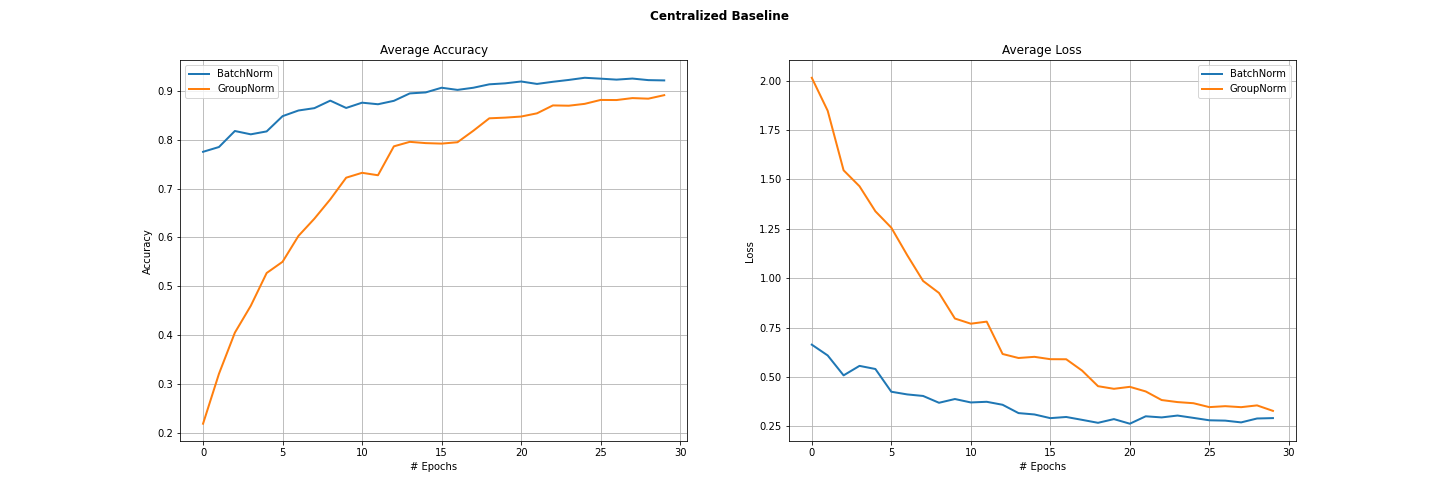 Centralized Baseline
Average Accuracy
BatchNorm
GroupNorm
Accuracy
0.9
0.8
0.7
0.6
0.5
0.4
0.3
0.2
0 5 10 15 20 25 30
# Epochs
Average Loss
BatchNorm
GroupNorm
Loss
2.00
1.75
1.50
1.25
1.00
0.75
0.50
0.25
0 5 10 15 20 25 30
# Epochs